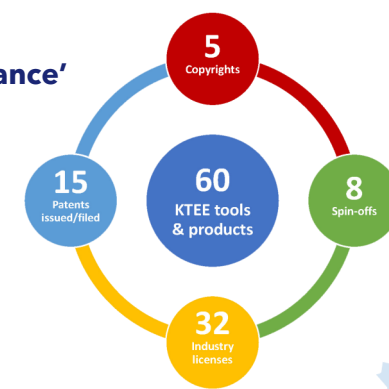 ance’
5
Copyrights
15
Patents
issued/filed
60
KTEE tools
& products
8
Spin-offs
32
Industry
licenses